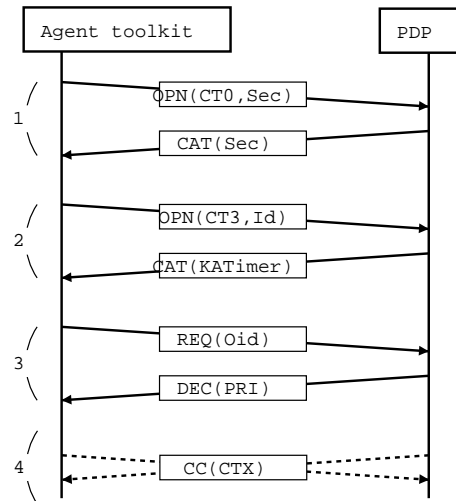 Agent toolkit
PDP
OPN(CT0,Sec)
1
CAT(Sec)
OPN(CT3,Id)
2
CAT(KATimer)
REQ(Oid)
3
DEC(PRI)
4
CC(CTX)